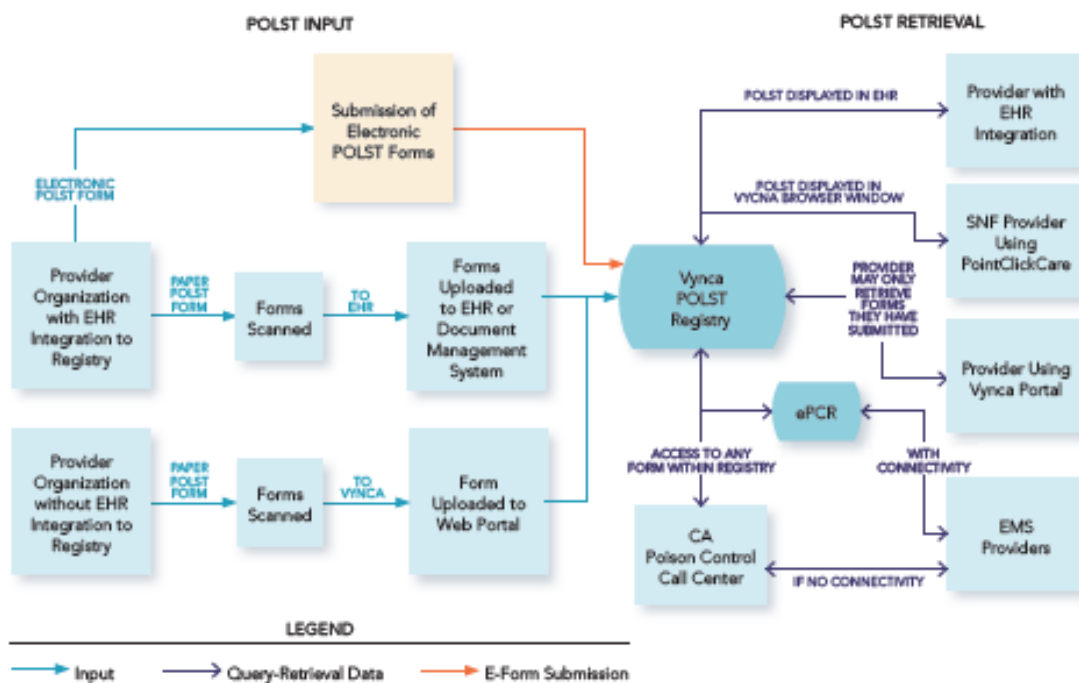 POLST INPUT
POLST RETRIEVAL
Submission of
Electronic
POLST Forms
ELECTRONIC
POLST FORM
Provider
Organization
with EHR
Integration to
Registry
PAPER
POLST
FORM
Forms
Scanned
TO
EHR
Forms
Uploaded
to EHR or
Document
Management
System
Provider
Organization
without EHR
Integration to
Registry
PAPER
POLST
FORM
Forms
Scanned
TO
VYNCA
Form
Uploaded to
Web Portal
Vynca
POLST
Registry
POLST DISPLAYED IN EHR
Provider with
EHR
Integration
POLST DISPLAYED IN
VYCNA BROWSER WINDOW
SNF Provider
Using
PointClickCare
PROVIDER
MAY ONLY
RETRIEVE
FORMS
THEY HAVE
SUBMITTED
Provider Using
Vynca Portal
ePCR
ACCESS TO ANY
FORM WITHIN REGISTRY
WITH
CONNECTIVITY
CA
Poison Control
Call Center
IF NO CONNECTIVITY
EMS
Providers
LEGEND
Input
Query-Retrieval Data
E-Form Submission